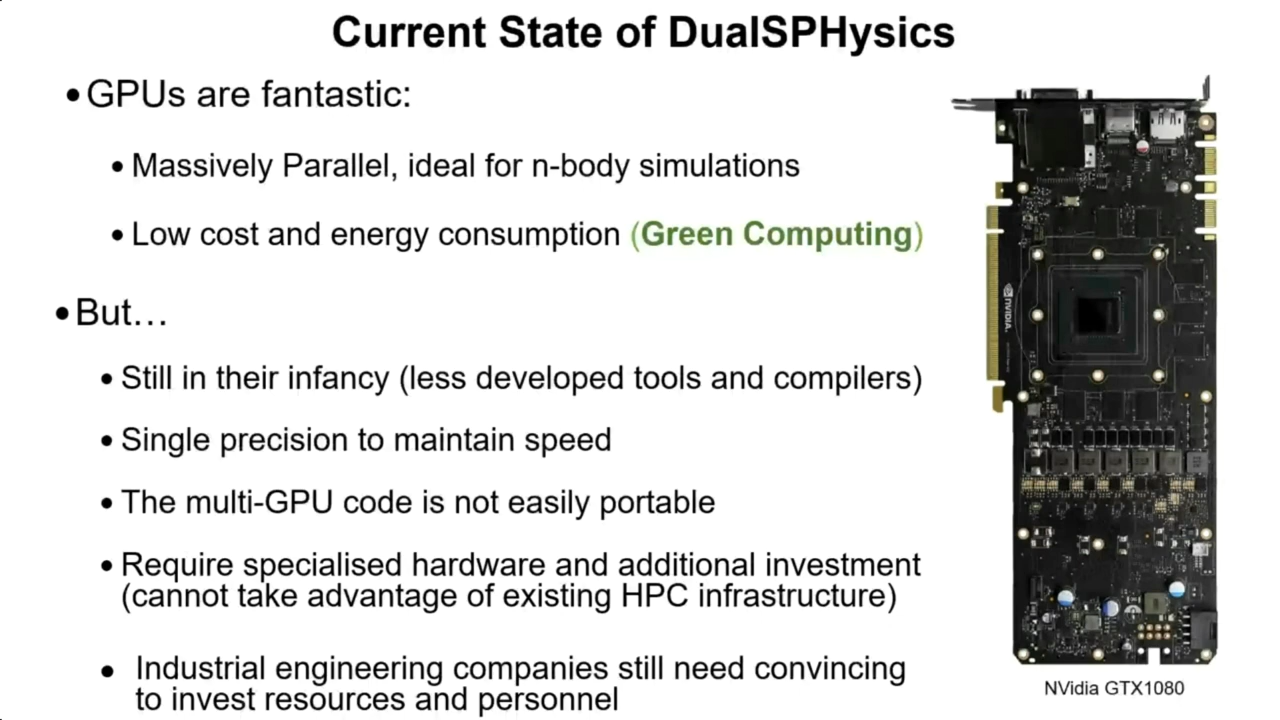 Current State of DualSPHysics
•GPUs are fantastic:
•Massively Parallel, ideal for n-body simulations
•Low cost and energy consumption (Green Computing)
•But…
•Still in their infancy (less developed tools and compilers)
•Single precision to maintain speed
•The multi-GPU code is not easily portable
•Require specialised hardware and additional investment
(cannot take advantage of existing HPC infrastructure)
• Industrial engineering companies still need convincing
to invest resources and personnel
NVIDIA.
NVidia GTX1080